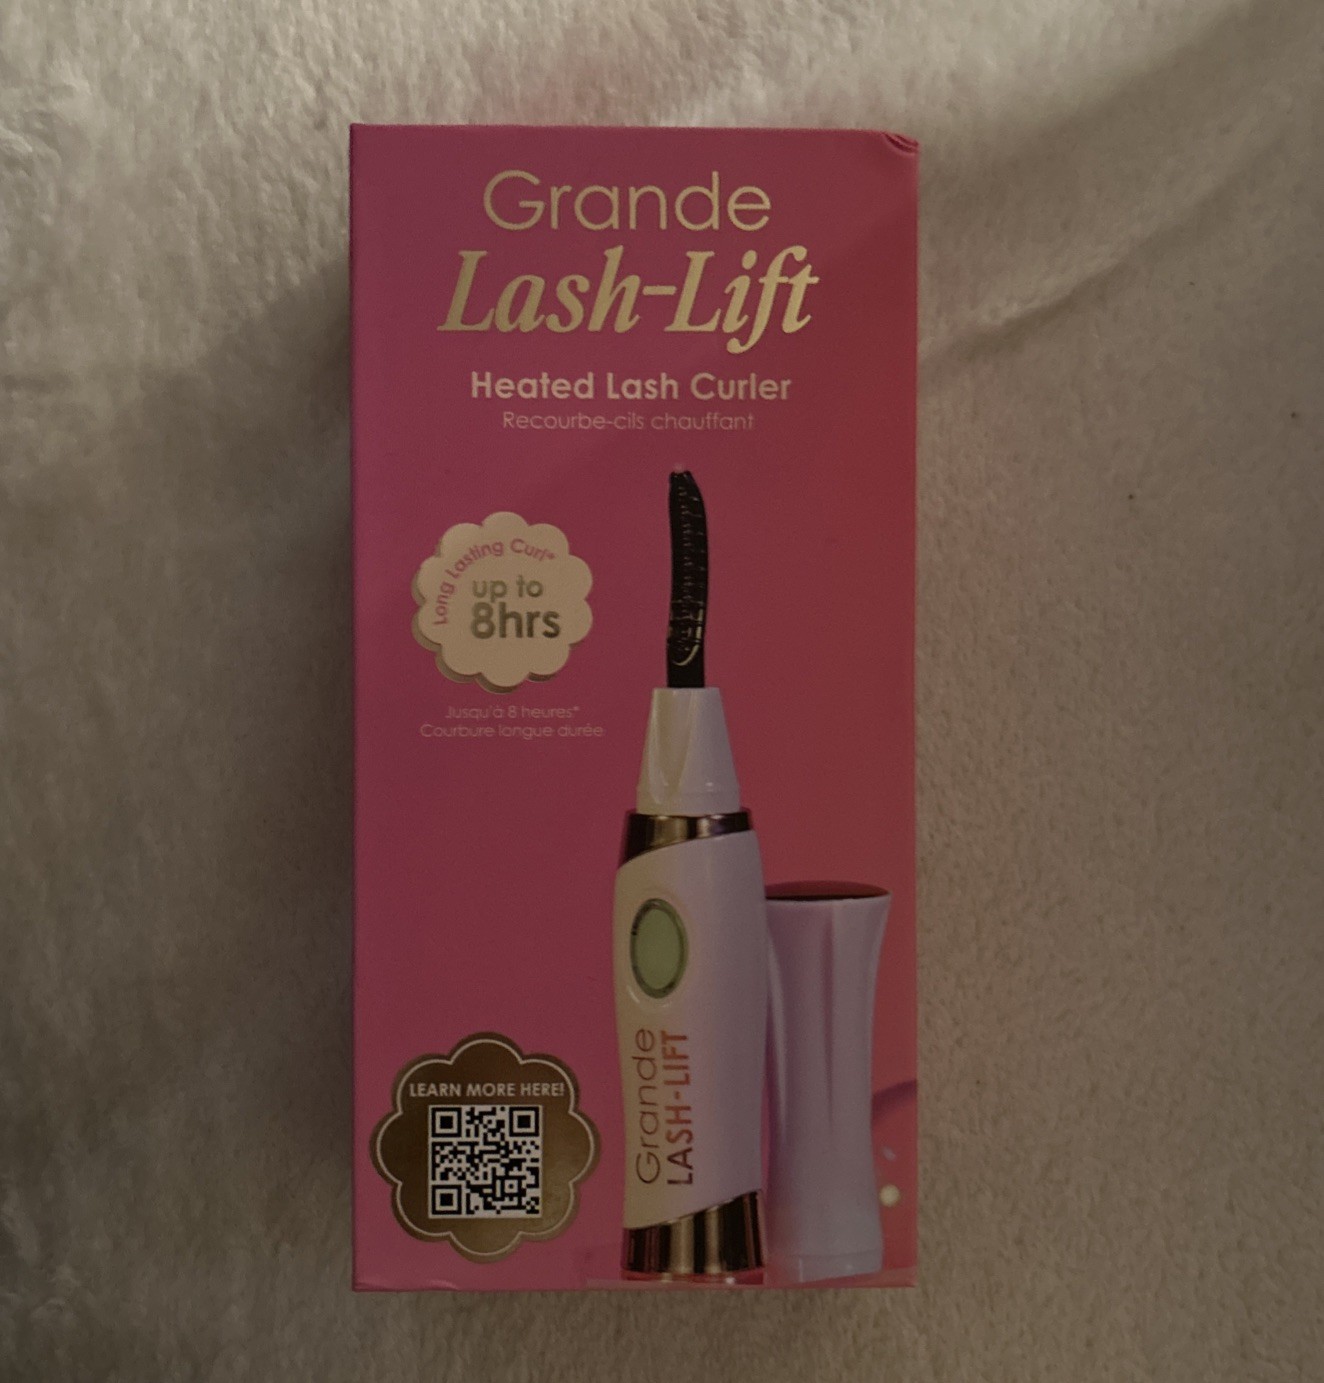 Grande
Lash-Lift
Heated Lash Curler
Recourbe-cils chauffant
Long Lasting Curl*
up to
8hrs
Jusqu'à 8 heures*
Courbure longue durée
LEARN MORE HERE!
Grande
LASH-LIFT